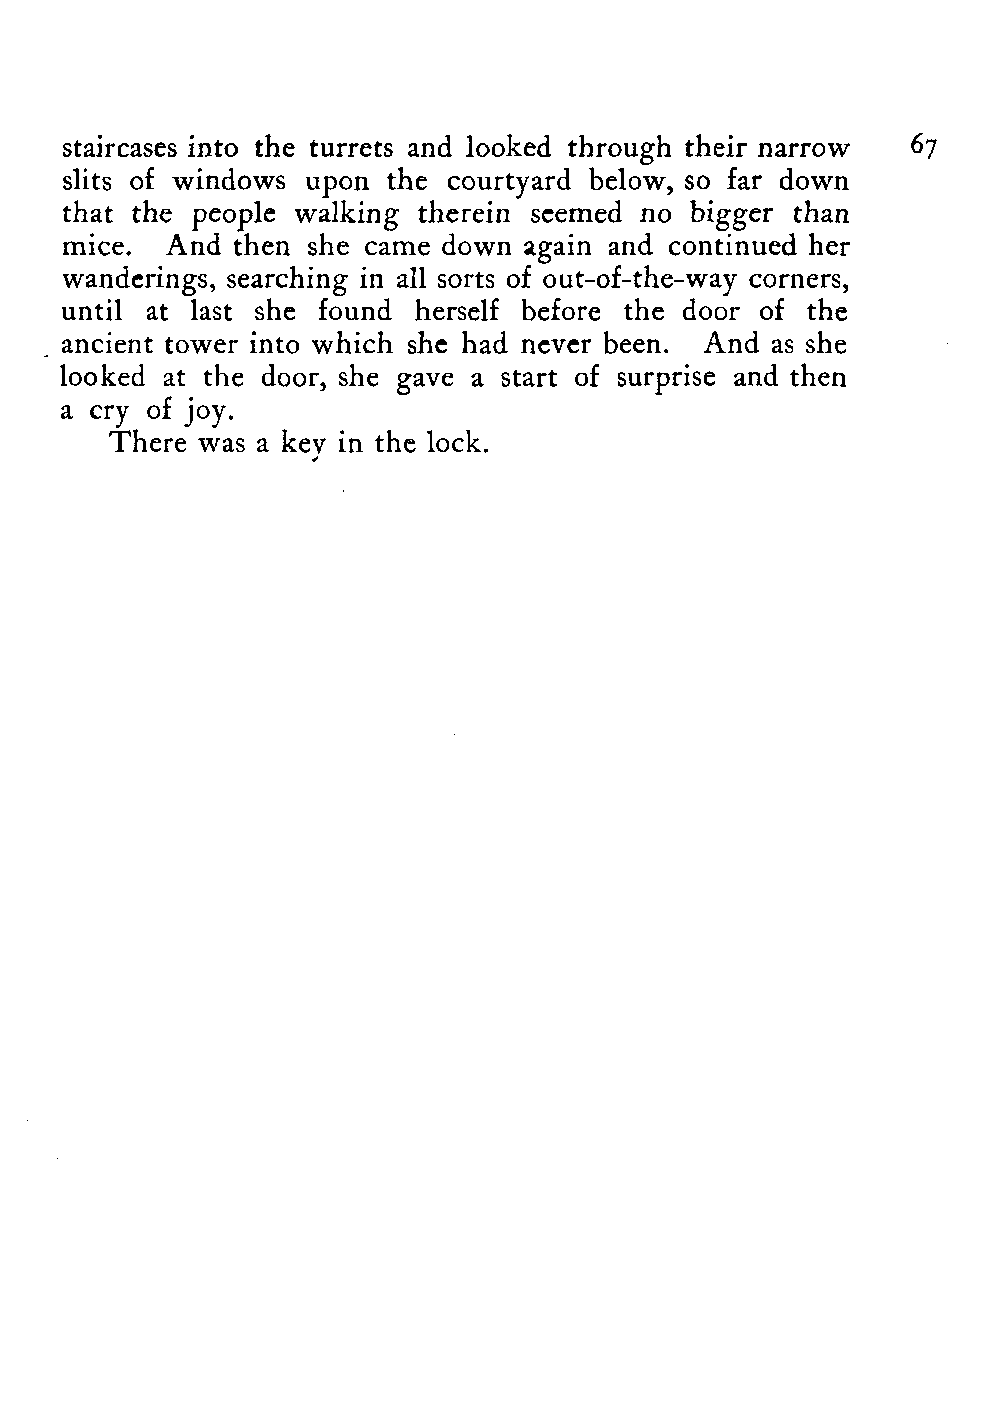 staircases into the turrets and looked through their narrow 67
slits of windows upon the courtyard below, so far down
that the people walking therein seemed no bigger than
mice. And then she came down again and continued her
wanderings, searching in all sorts of out-of-the-way corners,
until at last she found herself before the door of the
ancient tower into which she had never been. And as she
looked at the door, she gave a start of surprise and then
a cry of joy.
There was a key in the lock.